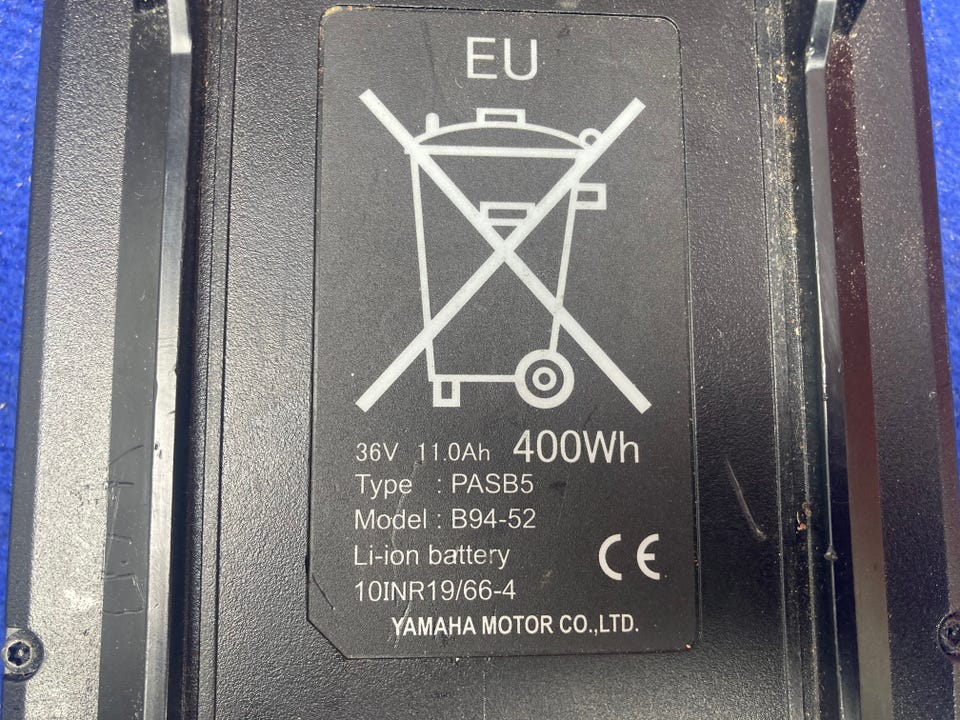 EU
36V 11.0Ah 400Wh
Type : PASB5
Model : B94-52
Li-ion battery
CE
10INR19/66-4
YAMAHA MOTOR CO.,LTD.